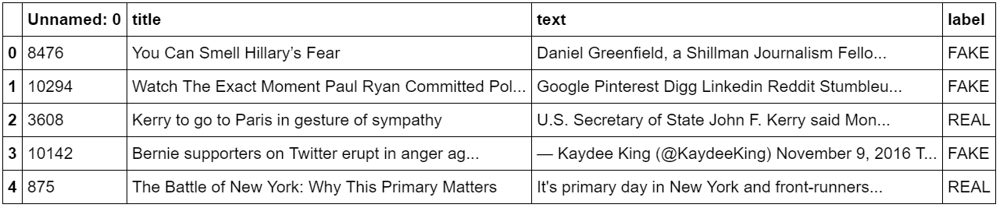 Unnamed: 0 title text label
0 8476 You Can Smell Hillary’s Fear Daniel Greenfield, a Shillman Journalism Fello... FAKE
1 10294 Watch The Exact Moment Paul Ryan Committed Pol... Google Pinterest Digg Linkedin Reddit Stumbleu... FAKE
2 3608 Kerry to go to Paris in gesture of sympathy U.S. Secretary of State John F. Kerry said Mon... REAL
3 10142 Bernie supporters on Twitter erupt in anger ag... — Kaydee King (@KaydeeKing) November 9, 2016 T... FAKE
4 875 The Battle of New York: Why This Primary Matters It's primary day in New York and front-runners... REAL